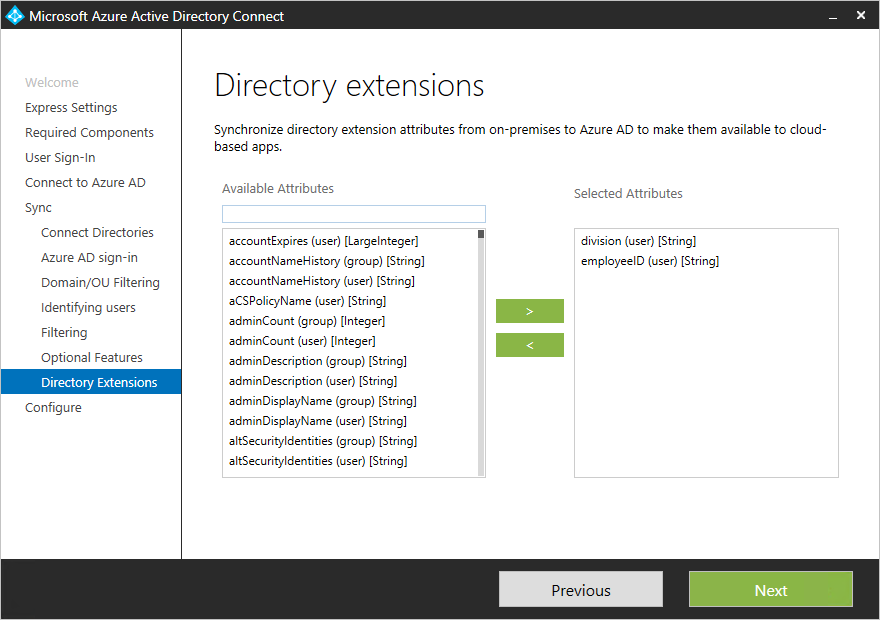 Microsoft Azure Active Directory Connect
Welcome
Express Settings
Required Components
User Sign-In
Connect to Azure AD
Sync
Connect Directories
Azure AD sign-in
Domain/OU Filtering
Identifying users
Filtering
Optional Features
Directory Extensions
Configure
Directory extensions
Synchronize directory extension attributes from on-premises to Azure AD to make them available to cloud-
based apps.
Available Attributes
accountExpires (user) [LargeInteger]
accountNameHistory (group) [String]
accountNameHistory (user) [String]
aCSPolicyName (user) [String]
adminCount (group) [Integer]
adminCount (user) [Integer]
adminDescription (group) [String]
adminDescription (user) [String]
adminDisplayName (group) [String]
adminDisplayName (user) [String]
altSecurityIdentities (group) [String]
altSecurityIdentities (user) [String]
>
<
Selected Attributes
division (user) [String]
employeeID (user) [String]
Previous
Next